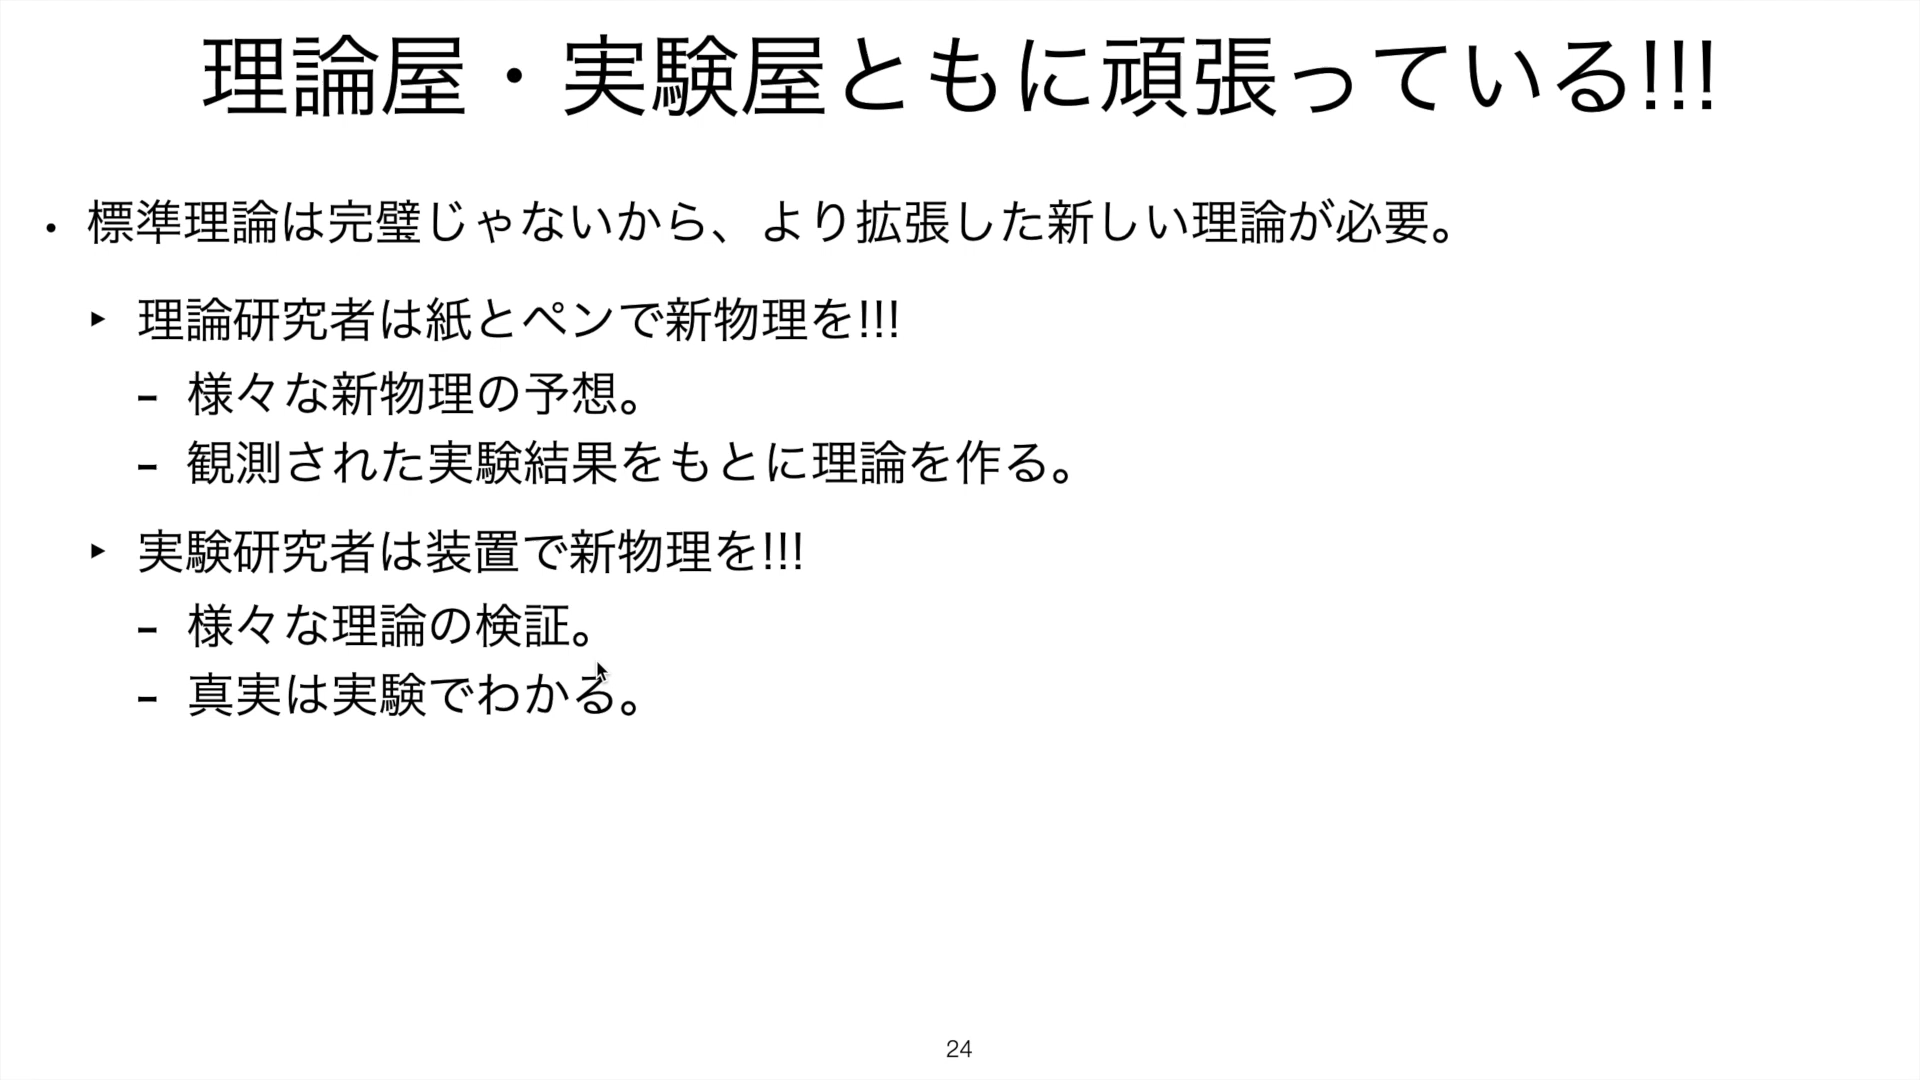 理論屋・実験屋ともに頑張っている!!!
• 標準理論は完璧じゃないから、より拡張した新しい理論が必要。
‣ 理論研究者は紙とペンで新物理を!!!
- 様々な新物理の予想。
- 観測された実験結果をもとに理論を作る。
‣ 実験研究者は装置で新物理を!!!
- 様々な理論の検証。
- 真実は実験でわかる。
24